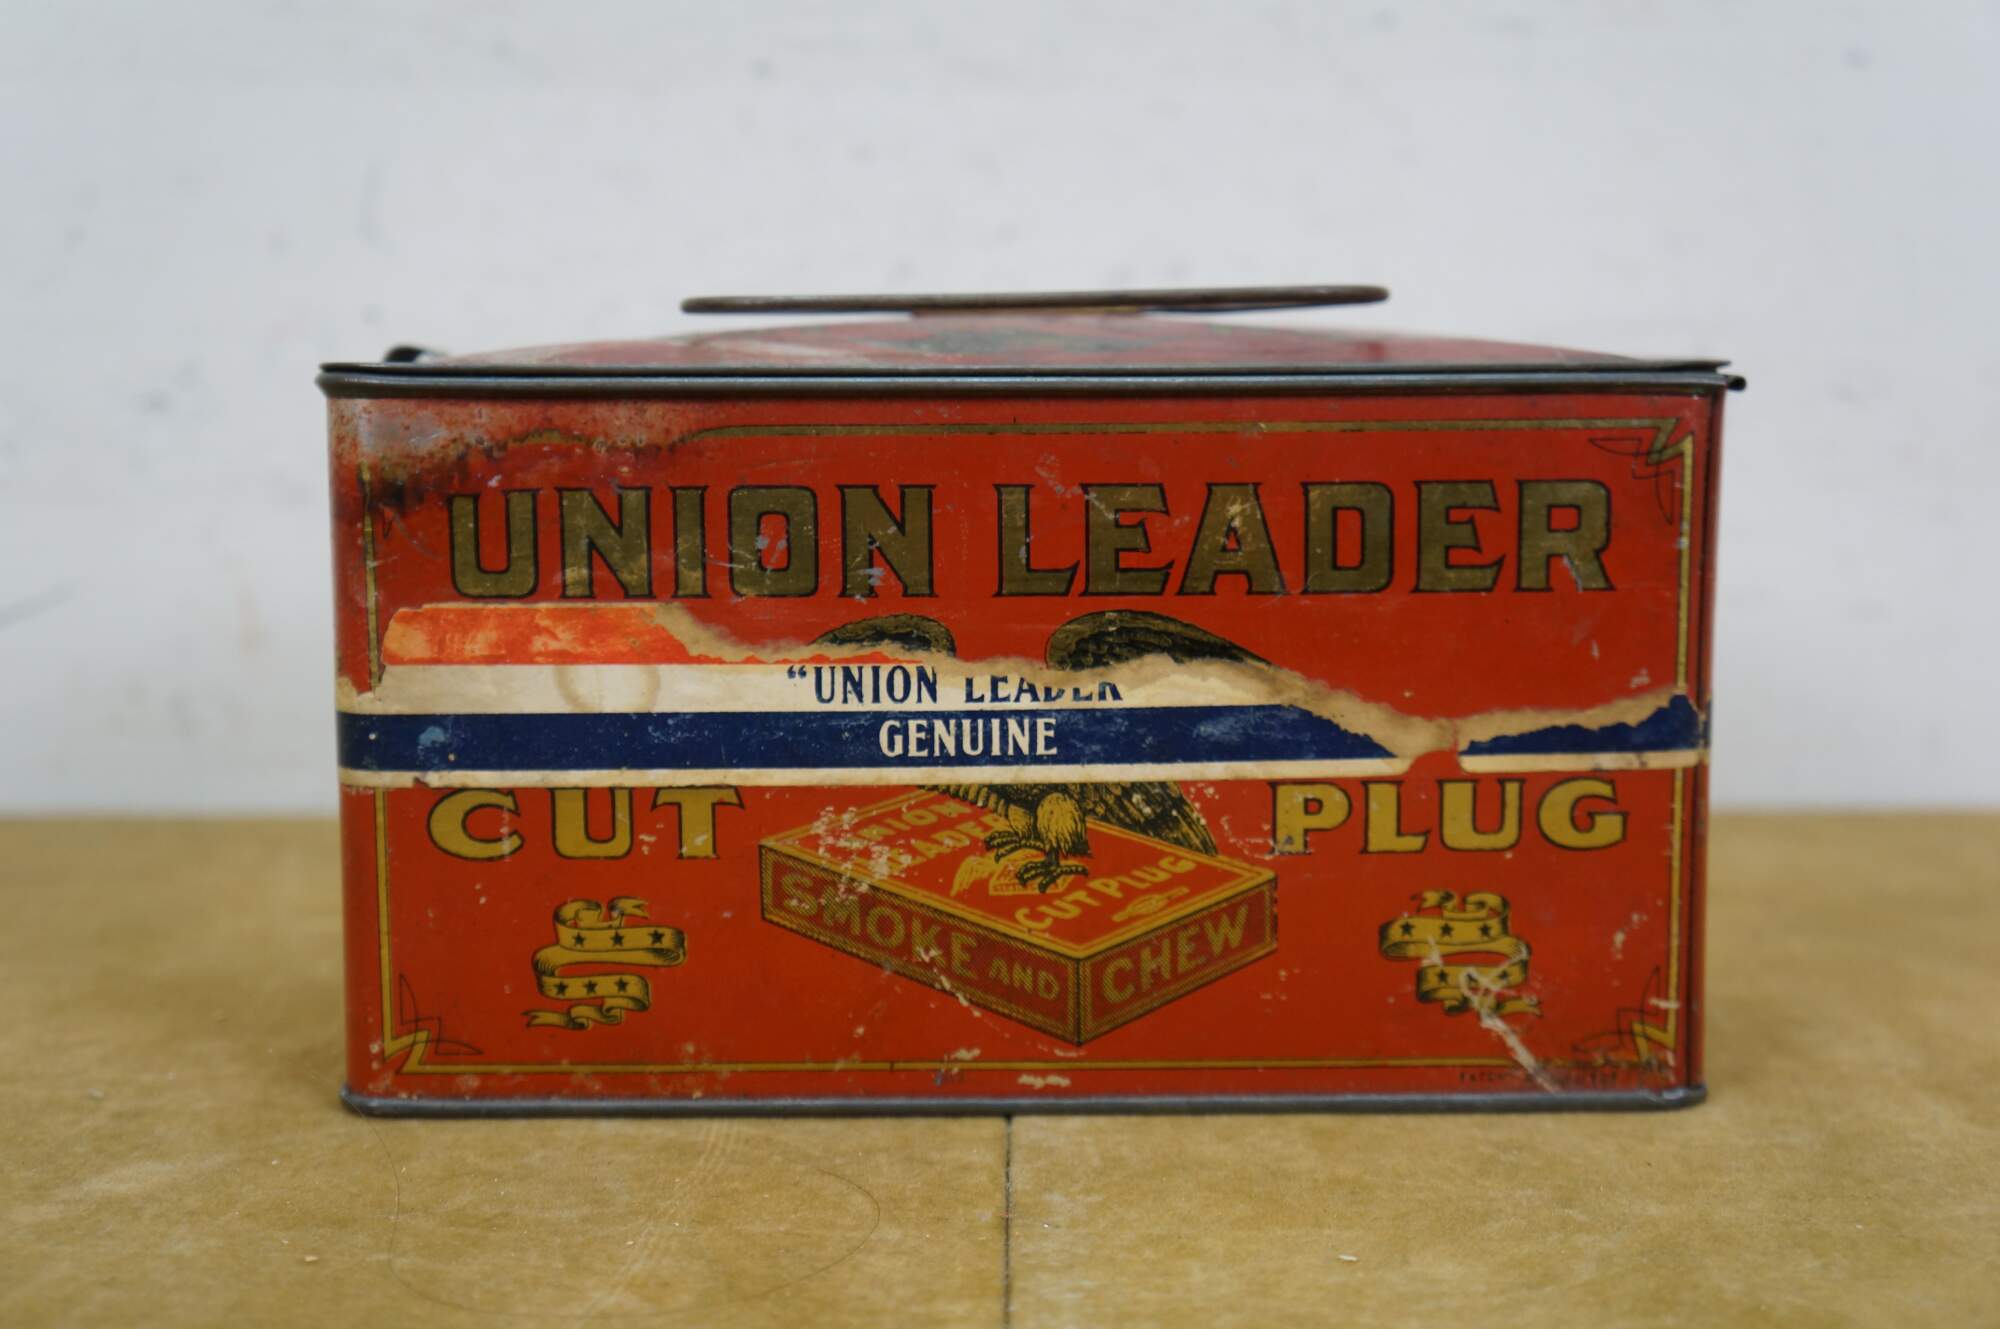 UNION LEADER
"UNION LEADER
GENUINE
CUT PLUG
UNION
LEADER
CUT PLUG
SMOKE AND CHEW